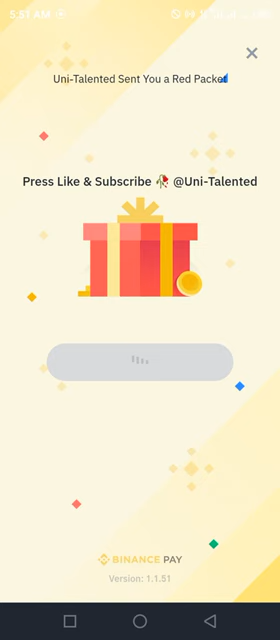 5:51 AM
Uni-Talented Sent You a Red Packet
Press Like & Subscribe 🥀 @Uni-Talented
BINANCE PAY
Version: 1.1.51